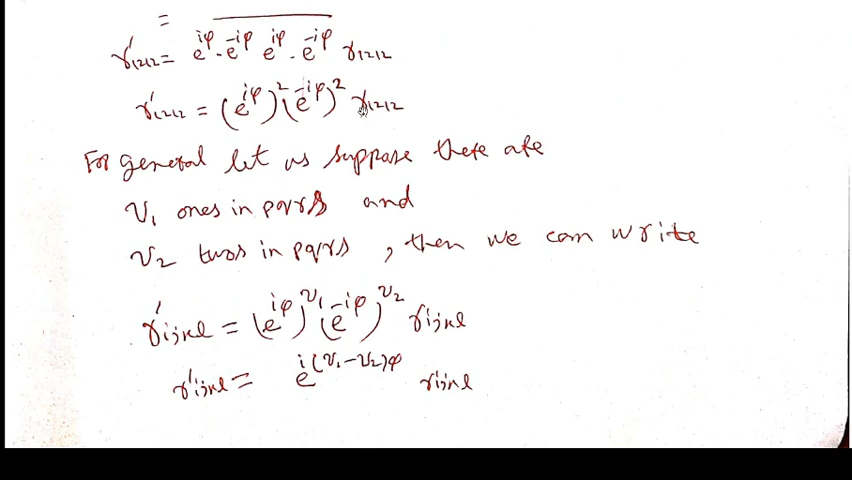 =
γ'₁₂₁₂ = e^{iφ} · e^{-iφ} e^{iφ} · e^{-iφ} γ₁₂₁₂
γ'₁₂₁₂ = (e^{iφ})² (e^{-iφ})² γ₁₂₁₂
For general let us suppose there are
ν₁ ones in pqrs and
ν₂ twos in pqrs, then we can write
γ'ijkl = (e^{iφ})^{ν₁} (e^{-iφ})^{ν₂} γijkl
γ'ijkl = e^{i(ν₁-ν₂)φ} γijkl